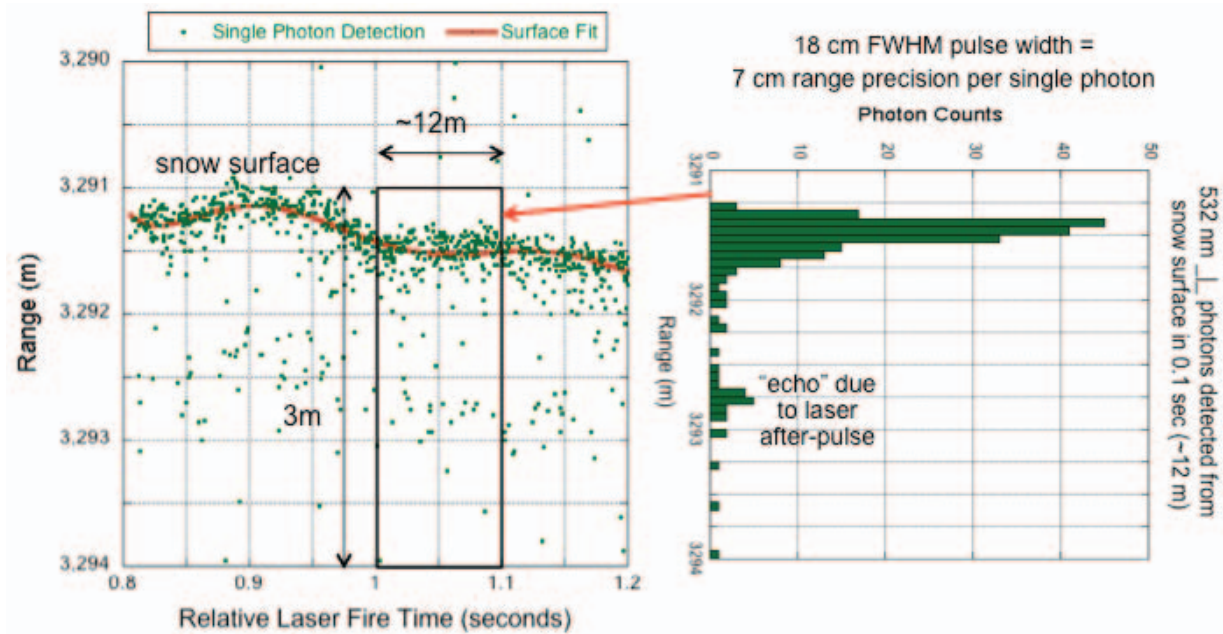 Single Photon Detection Surface Fit
3,290
3,291
3,292
3,293
3,294
Range (m)
snow surface
~12m
3m
0.8 0.9 1 1.1 1.2
Relative Laser Fire Time (seconds)
18 cm FWHM pulse width =
7 cm range precision per single photon
Photon Counts
0 10 20 30 40 50
3291
3292
3293
3294
Range (m)
"echo" due
to laser
after-pulse
532 nm _|_ photons detected from
snow surface in 0.1 sec (~12 m)